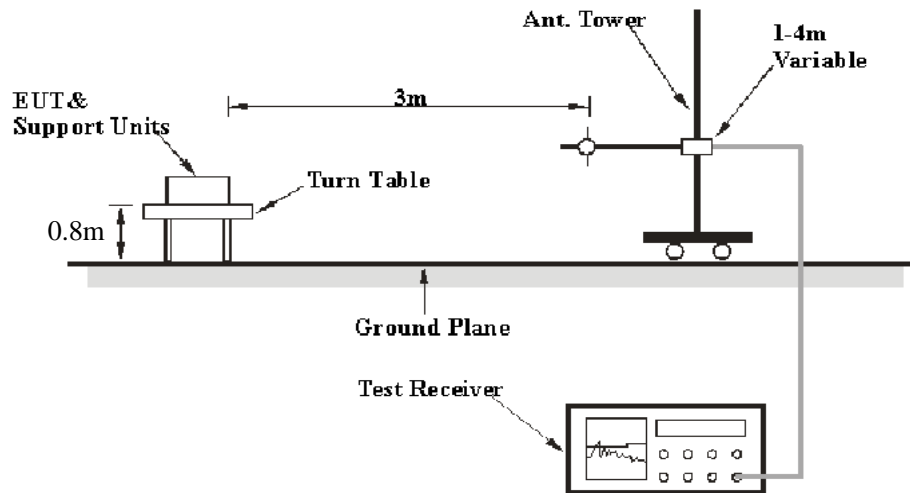 Ant. Tower
1-4m
Variable
3m
EUT&
Support Units
Turn Table
0.8m
Ground Plane
Test Receiver